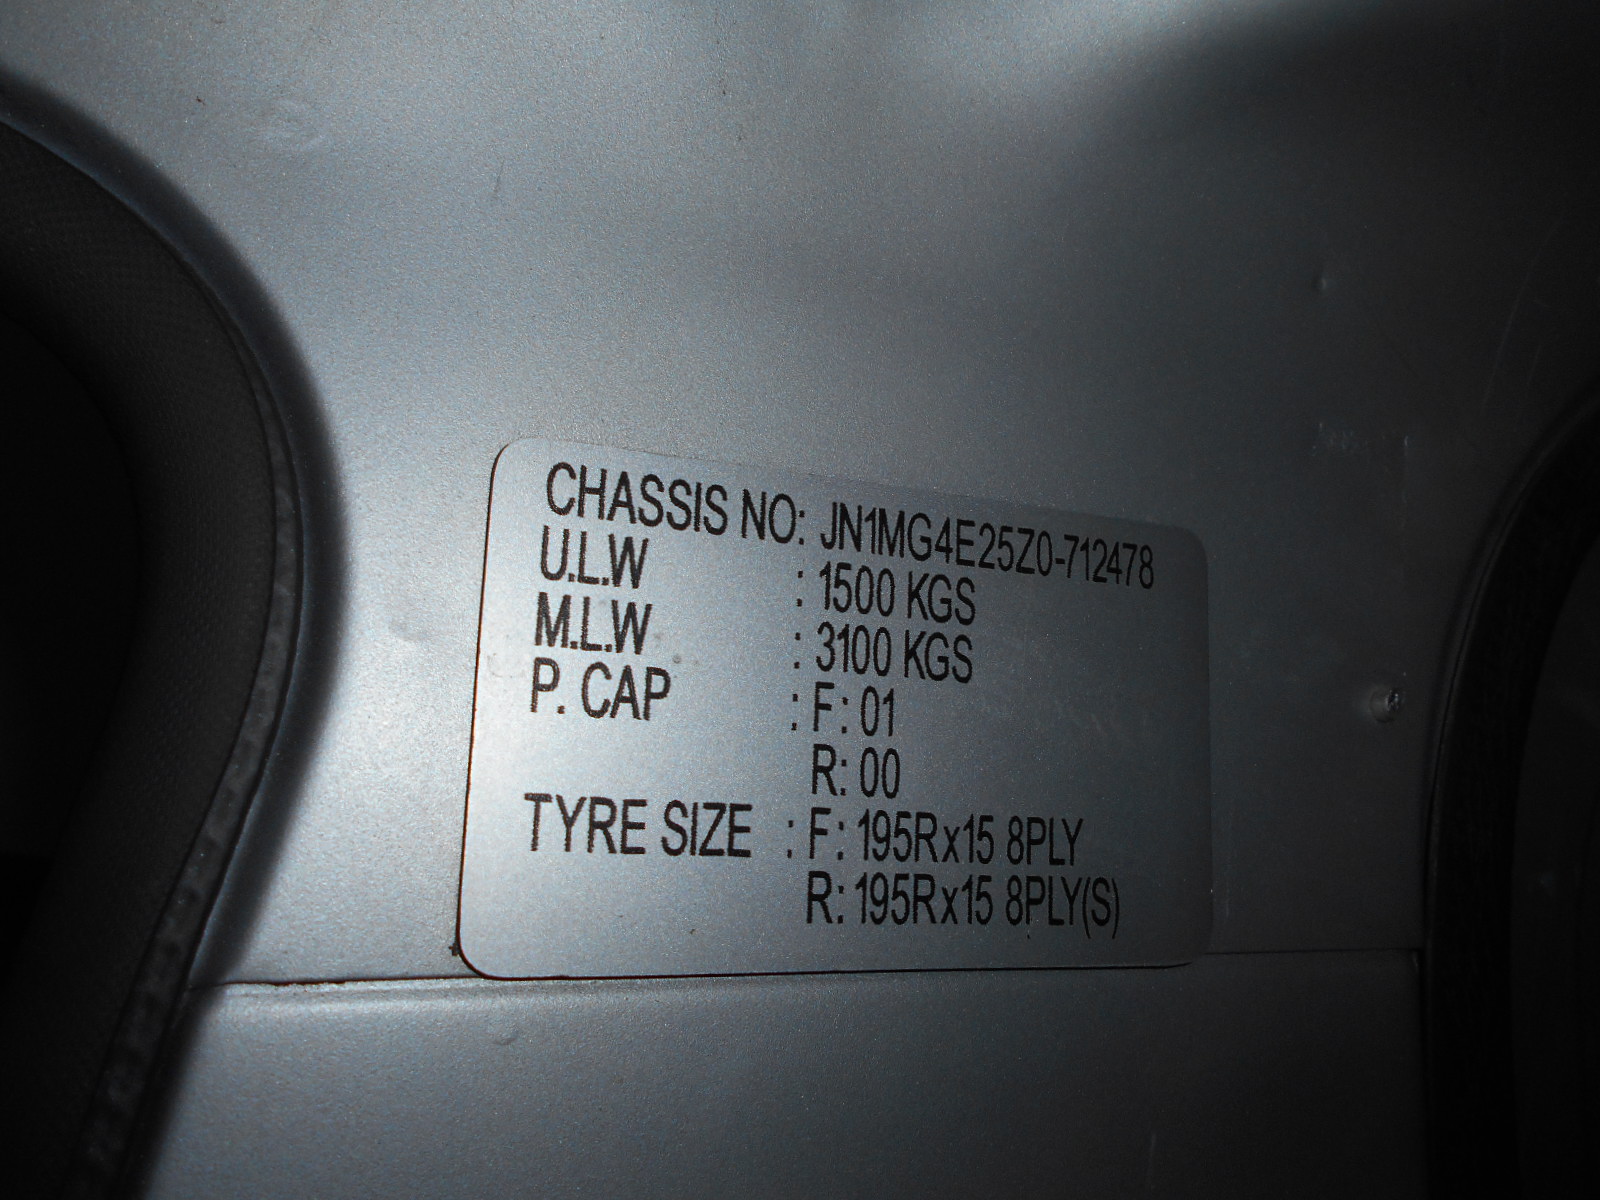 CHASSIS NO: JN1MG4E25Z0-712478
U.L.W : 1500 KGS
M.L.W : 3100 KGS
P. CAP : F: 01
R: 00
TYRE SIZE : F: 195Rx15 8PLY
R: 195Rx15 8PLY(S)